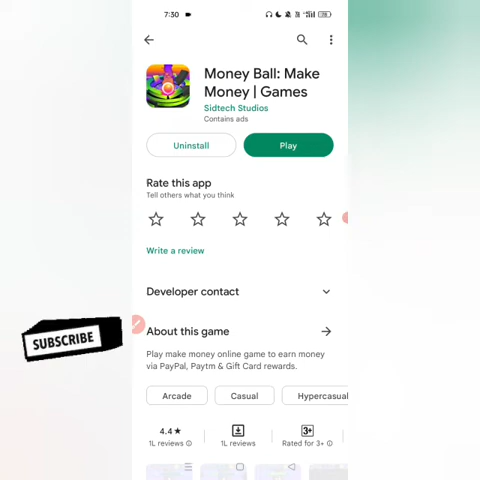 7:30
Money Ball: Make
Money | Games
Sidtech Studios
Contains ads
Uninstall
Play
Rate this app
Tell others what you think
Write a review
Developer contact
About this game
Play make money online game to earn money
via PayPal, Paytm & Gift Card rewards.
Arcade
Casual
Hypercasual
4.4★
1L reviews
1L reviews
3+
Rated for 3+
SUBSCRIBE